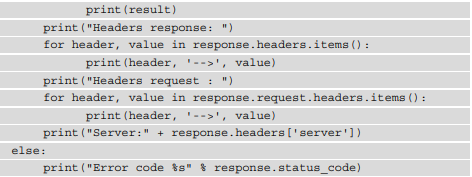 print(result)
print("Headers response: ")
for header, value in response.headers.items():
print(header, '-->', value)
print("Headers request : ")
for header, value in response.request.headers.items():
print(header, '-->', value)
print("Server:" + response.headers['server'])
else:
print("Error code %s" % response.status_code)